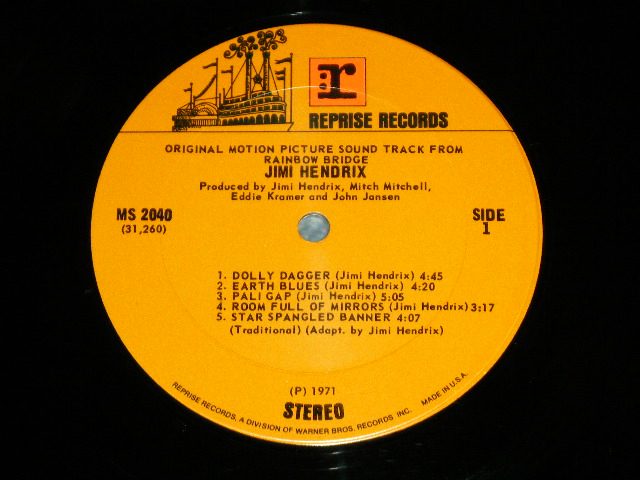 r
REPRISE RECORDS
ORIGINAL MOTION PICTURE SOUND TRACK FROM
RAINBOW BRIDGE
JIMI HENDRIX
Produced by Jimi Hendrix, Mitch Mitchell,
Eddie Kramer and John Jansen
MS 2040
(31,260)
SIDE
1
1. DOLLY DAGGER (Jimi Hendrix) 4:45
2. EARTH BLUES (Jimi Hendrix) 4:20
3. PALI GAP (Jimi Hendrix) 5:05
4. ROOM FULL OF MIRRORS (Jimi Hendrix) 3:17
5. STAR SPANGLED BANNER 4:07
(Traditional) (Adapt. by Jimi Hendrix)
(P) 1971
STEREO
REPRISE RECORDS, A DIVISION OF WARNER BROS. RECORDS INC. MADE IN U.S.A.